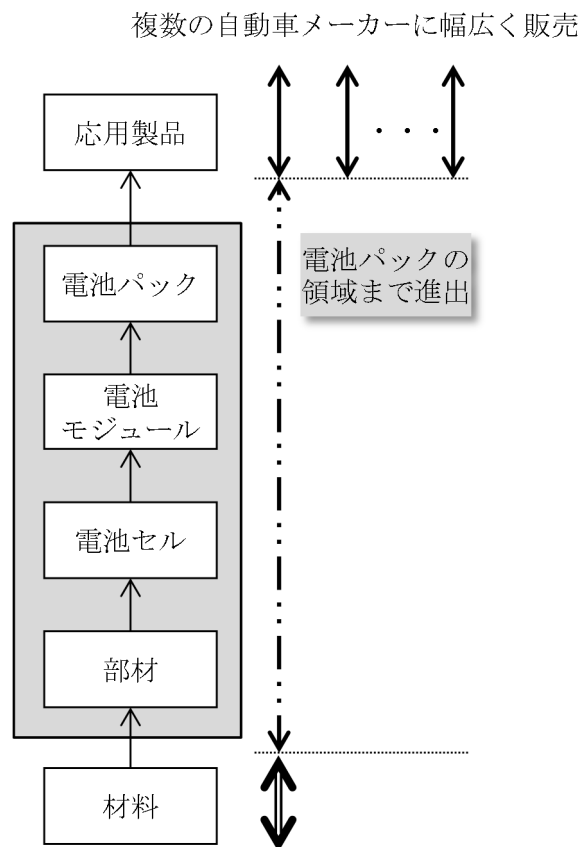 複数の自動車メーカーに幅広く販売
応用製品
・・・
電池パック
電池パックの
領域まで進出
電池
モジュール
電池セル
部材
材料